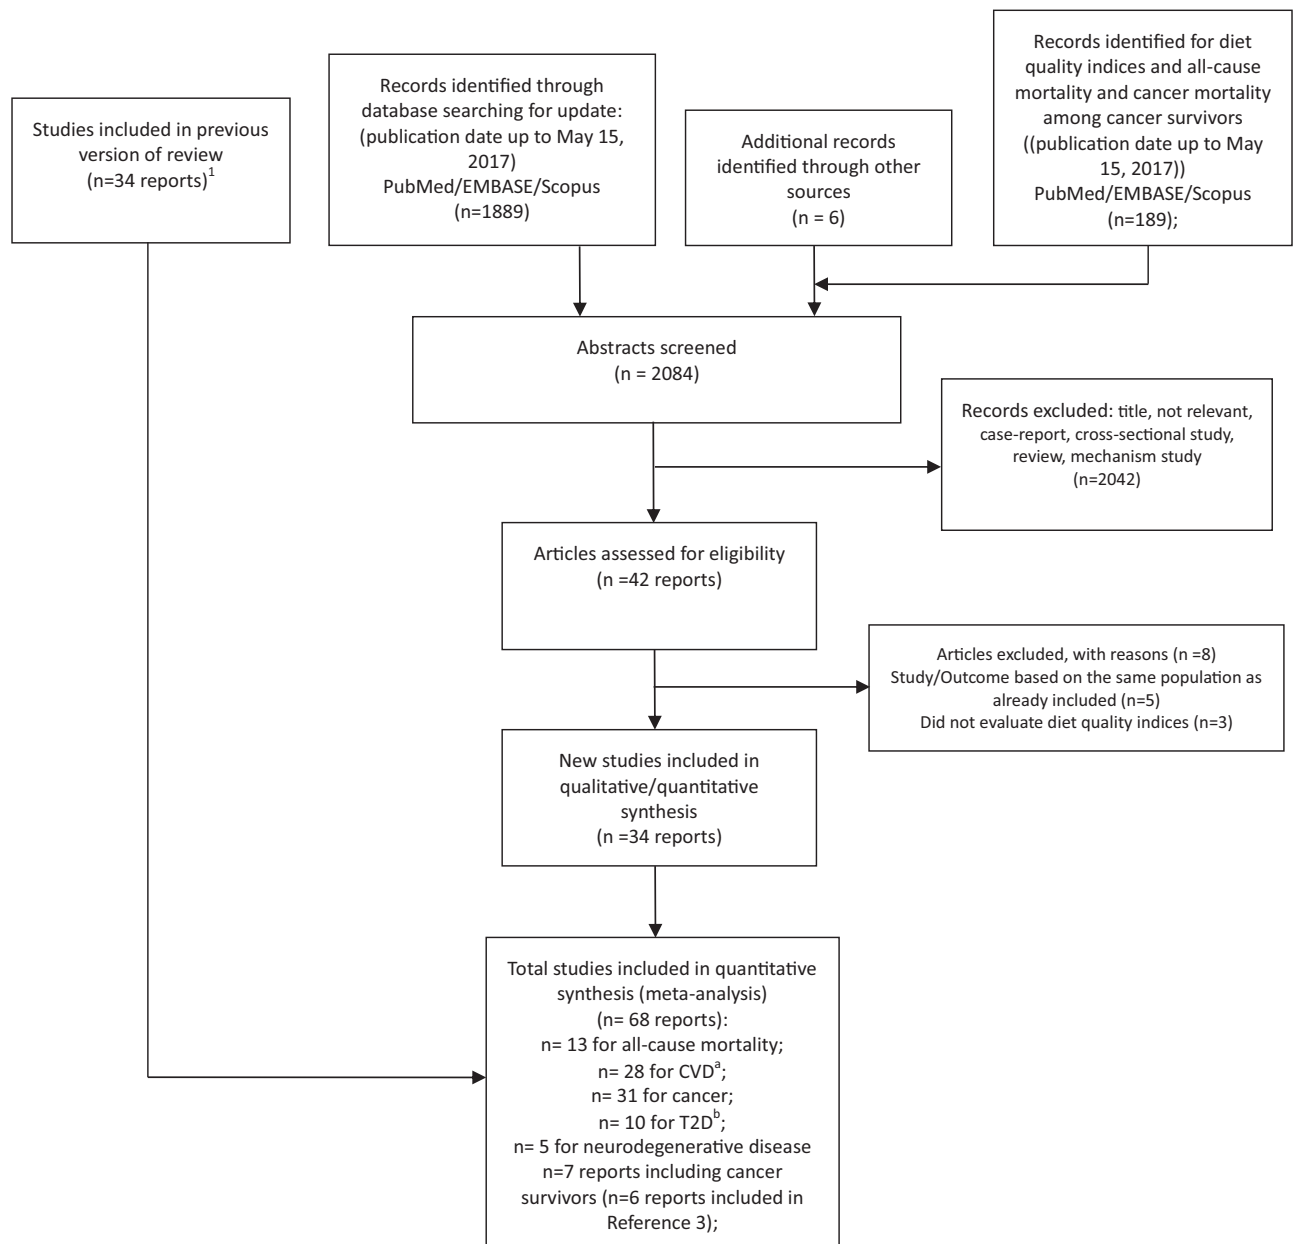 Studies included in previous
version of review
(n=34 reports)1
Records identified through
database searching for update:
(publication date up to May 15,
2017)
PubMed/EMBASE/Scopus
(n=1889)
Additional records
identified through other
sources
(n = 6)
Records identified for diet
quality indices and all-cause
mortality and cancer mortality
among cancer survivors
((publication date up to May
15, 2017))
PubMed/EMBASE/Scopus
(n=189);
Abstracts screened
(n = 2084)
Records excluded: title, not relevant,
case-report, cross-sectional study,
review, mechanism study
(n=2042)
Articles assessed for eligibility
(n =42 reports)
Articles excluded, with reasons (n =8)
Study/Outcome based on the same population as
already included (n=5)
Did not evaluate diet quality indices (n=3)
New studies included in
qualitative/quantitative
synthesis
(n =34 reports)
Total studies included in quantitative
synthesis (meta-analysis)
(n= 68 reports):
n= 13 for all-cause mortality;
n= 28 for CVDa;
n= 31 for cancer;
n= 10 for T2Db;
n= 5 for neurodegenerative disease
n=7 reports including cancer
survivors (n=6 reports included in
Reference 3);